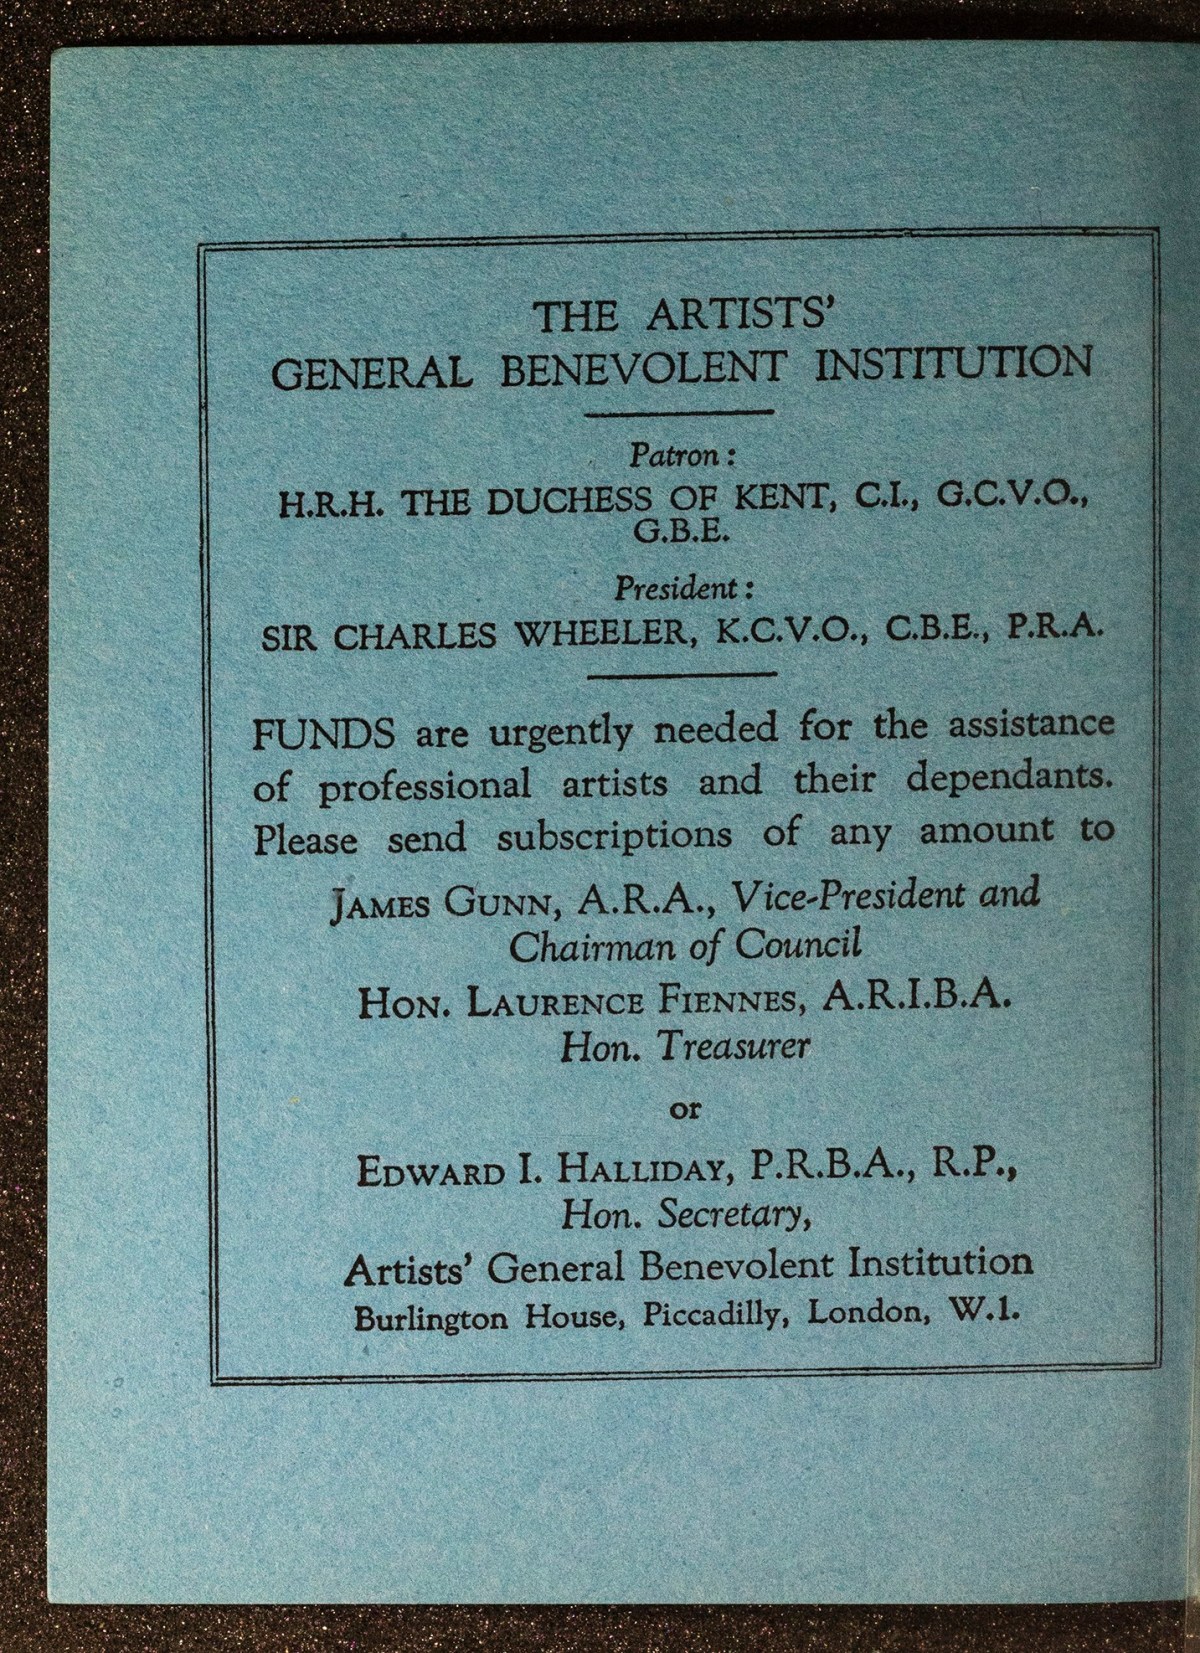 THE ARTISTS'
GENERAL BENEVOLENT INSTITUTION
Patron :
H.R.H. THE DUCHESS OF KENT, C.I., G.C.V.O.,
G.B.E.
President :
SIR CHARLES WHEELER, K.C.V.O., C.B.E., P.R.A.
FUNDS are urgently needed for the assistance
of professional artists and their dependants.
Please send subscriptions of any amount to
JAMES GUNN, A.R.A., Vice-President and
Chairman of Council
HON. LAURENCE FIENNES, A.R.I.B.A.
Hon. Treasurer
or
EDWARD I. HALLIDAY, P.R.B.A., R.P.,
Hon. Secretary,
Artists' General Benevolent Institution
Burlington House, Piccadilly, London, W.1.